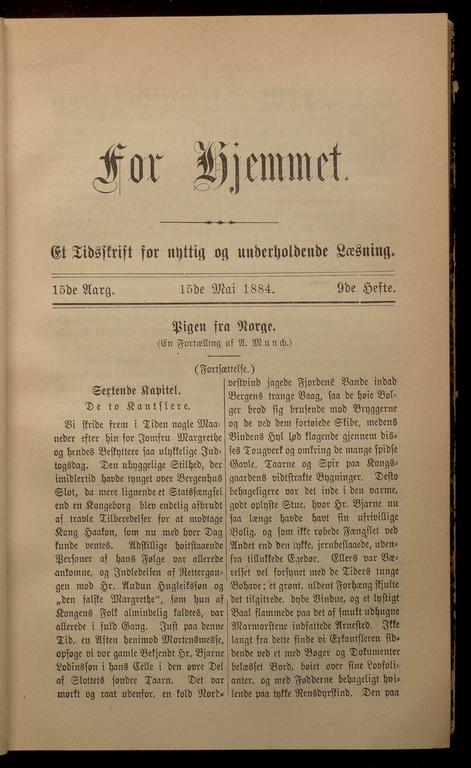 For Hjemmet.
Et Tidsskrift for nyttig og underholdende Læsning.
15de Aarg. 15de Mai 1884. 9de Hefte.
Pigen fra Norge.
(En Fortælling af A. Munch.)
(Fortsættelse.)
Sextende Kapitel.
De to Kantslere.
Vi skride frem i Tiden nogle Maa-
neder efter hin for Jomfru Margrethe
og hendes Beskyttere saa ulykkelige Ind-
togsdag. Den uhyggelige Stilhed, der
imidlertid havde tynget over Bergenhus
Slot, da mere lignende et Statsfængsel
end en Kongeborg blev endelig afbrudt
af travle Tilberedelser for at modtage
Kong Haakon, som nu med hver Dag
kunde ventes. Adskillige høitstaaende
Personer af hans Følge var allerede
ankomne, og Indledelsen af Rettergan-
gen mod Hr. Audun Hugleiksøn og
„den falske Margrethe“, som hun af
Kongens Folk almindelig kaldtes, var
allerede i fuld Gang. Just paa denne
Tid, en Aften henimod Mortensmesse,
opsøge vi vor gamle Bekjendt Hr. Bjarne
Lodinssøn i hans Celle i den øvre Del
af Slottets søndre Taarn. Det var
mørkt og raat udenfor, en kold Nord-
vestvind jagede Fjordens Vande indad
Bergens trange Vaag, saa de høie Bøl-
ger brød sig brusende mod Bryggerne
og de ved dem fortøiede Skibe, medens
Vindens Hyl lød klagende gjennem dis-
ses Tougverk og omkring de mange spidse
Gavle, Taarne og Spir paa Kongs-
gaardens vidtstrakte Bygninger. Desto
behageligere var det inde i den varme,
godt oplyste Stue, hvor Hr. Bjarne nu
saa længe havde havt sin ufrivillige
Bolig, og som ikke røbede Fængslet ved
Andet end den tykke, jernbeslaaede, uden-
fra tillukkede Egedør. Ellers var Væ-
relset vel forsynet med de Tiders tunge
Bohave; et grønt, uldent Forhæng skjulte
det tilgitrede, dybe Vindue, og et lystigt
Baal flammede paa det af smukt udhugne
Marmorstene indfattede Arnested. Ikke
langt fra dette finde vi Exkantsleren sid-
dende ved et med Bøger og Dokumenter
belæsset Bord, bøiet over sine Lovfoli-
anter, og med Fødderne behageligt hvi-
lende paa tykke Rensdyrskind. Den paa